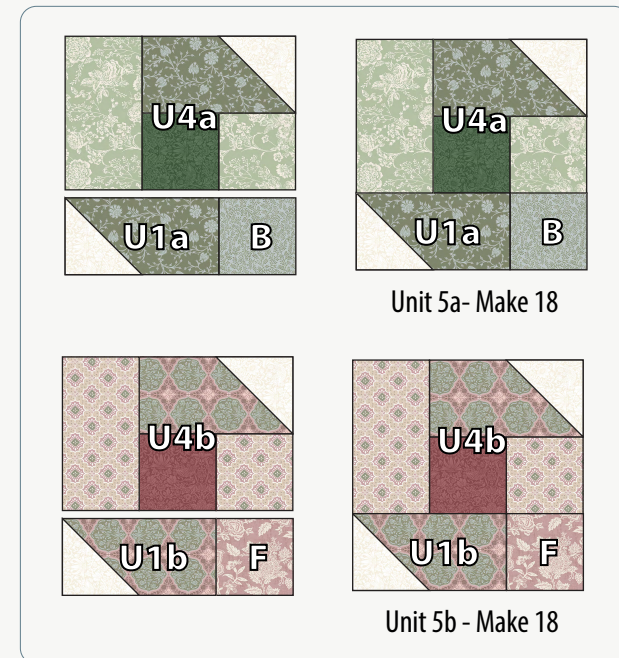 U4a
U4a
U1a B
U1a B
Unit 5a- Make 18
U4b
U4b
U1b F
U1b F
Unit 5b - Make 18